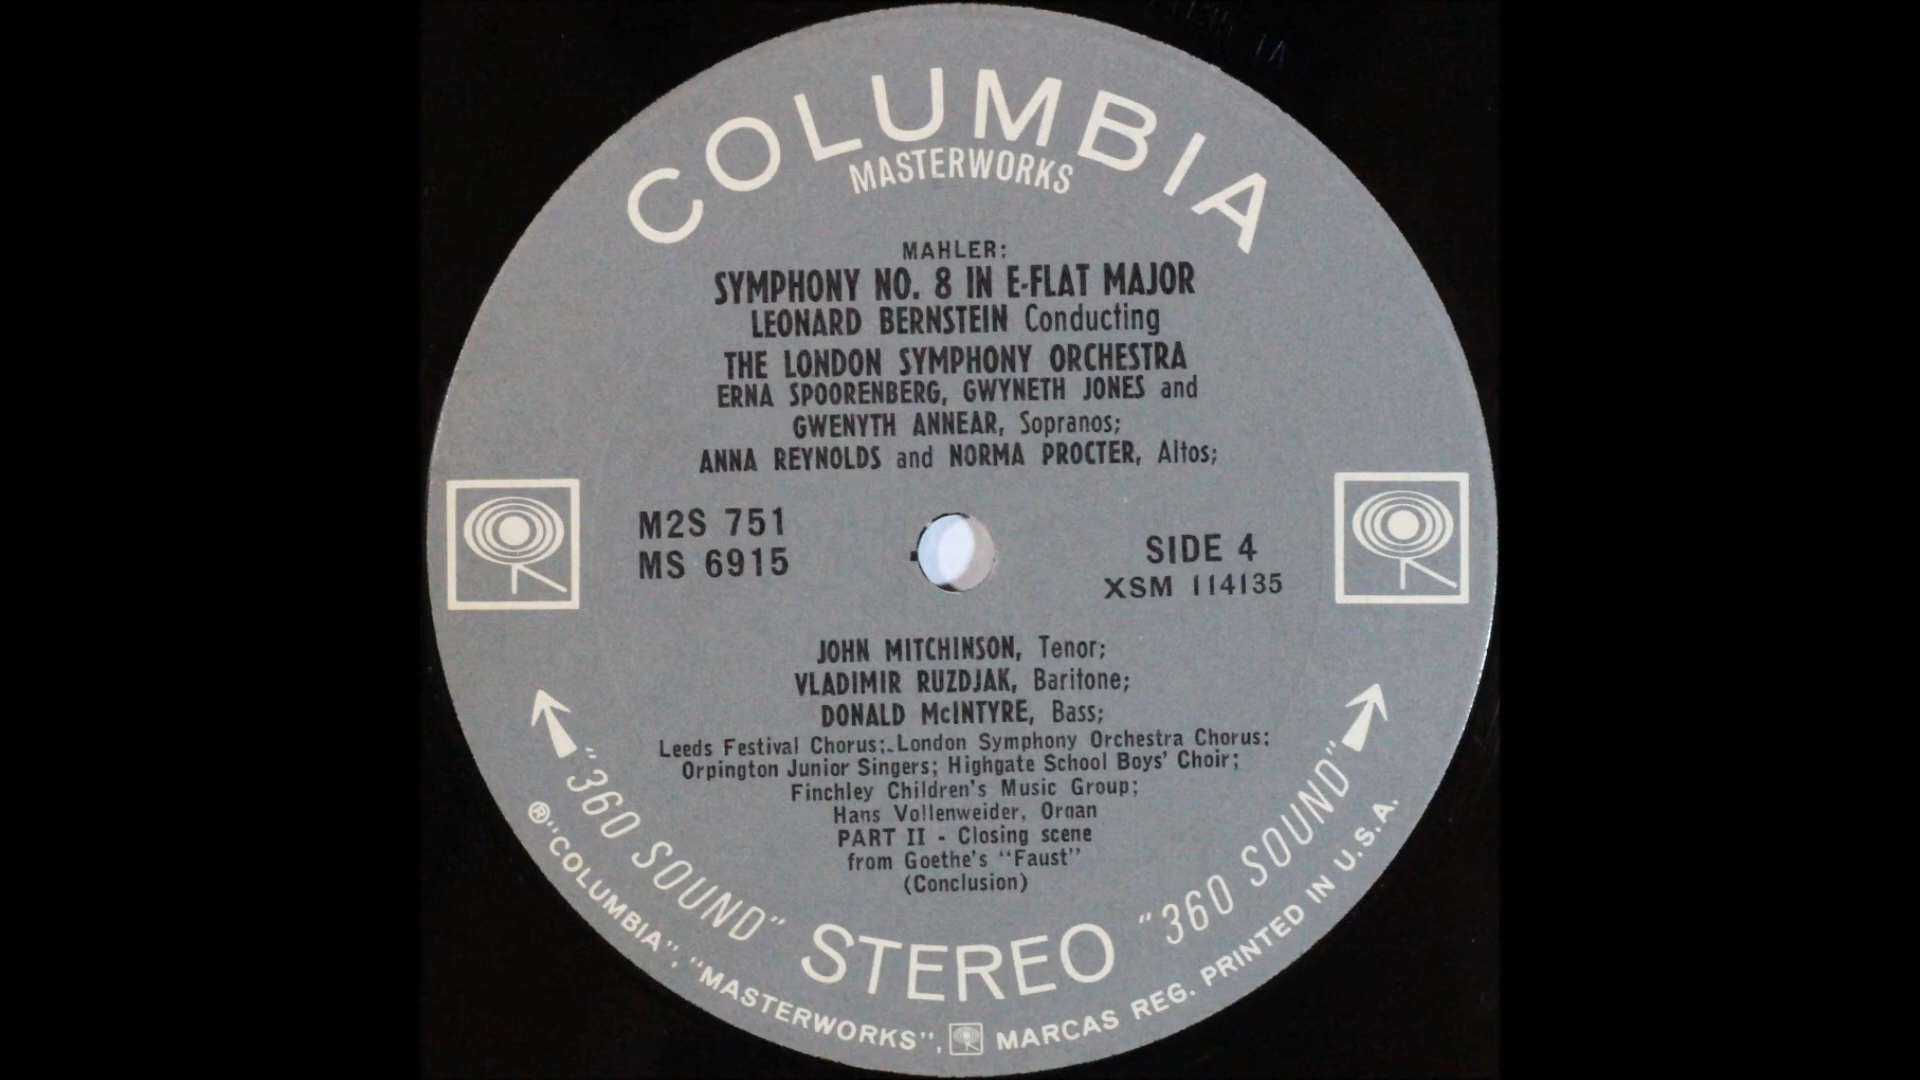 COLUMBIA
MASTERWORKS
MAHLER:
SYMPHONY NO. 8 IN E-FLAT MAJOR
LEONARD BERNSTEIN Conducting
THE LONDON SYMPHONY ORCHESTRA
ERNA SPOORENBERG, GWYNETH JONES and
GWENYTH ANNEAR, Sopranos;
ANNA REYNOLDS and NORMA PROCTER, Altos;
M2S 751
MS 6915
SIDE 4
XSM 114135
JOHN MITCHINSON, Tenor;
VLADIMIR RUZDJAK, Baritone;
DONALD McINTYRE, Bass;
Leeds Festival Chorus; London Symphony Orchestra Chorus;
Orpington Junior Singers; Highgate School Boys' Choir;
Finchley Children's Music Group;
Hans Vollenweider, Organ
PART II - Closing scene
from Goethe's "Faust"
(Conclusion)
"360 SOUND" STEREO "360 SOUND"
® "COLUMBIA", "MASTERWORKS", MARCAS REG. PRINTED IN U.S.A.